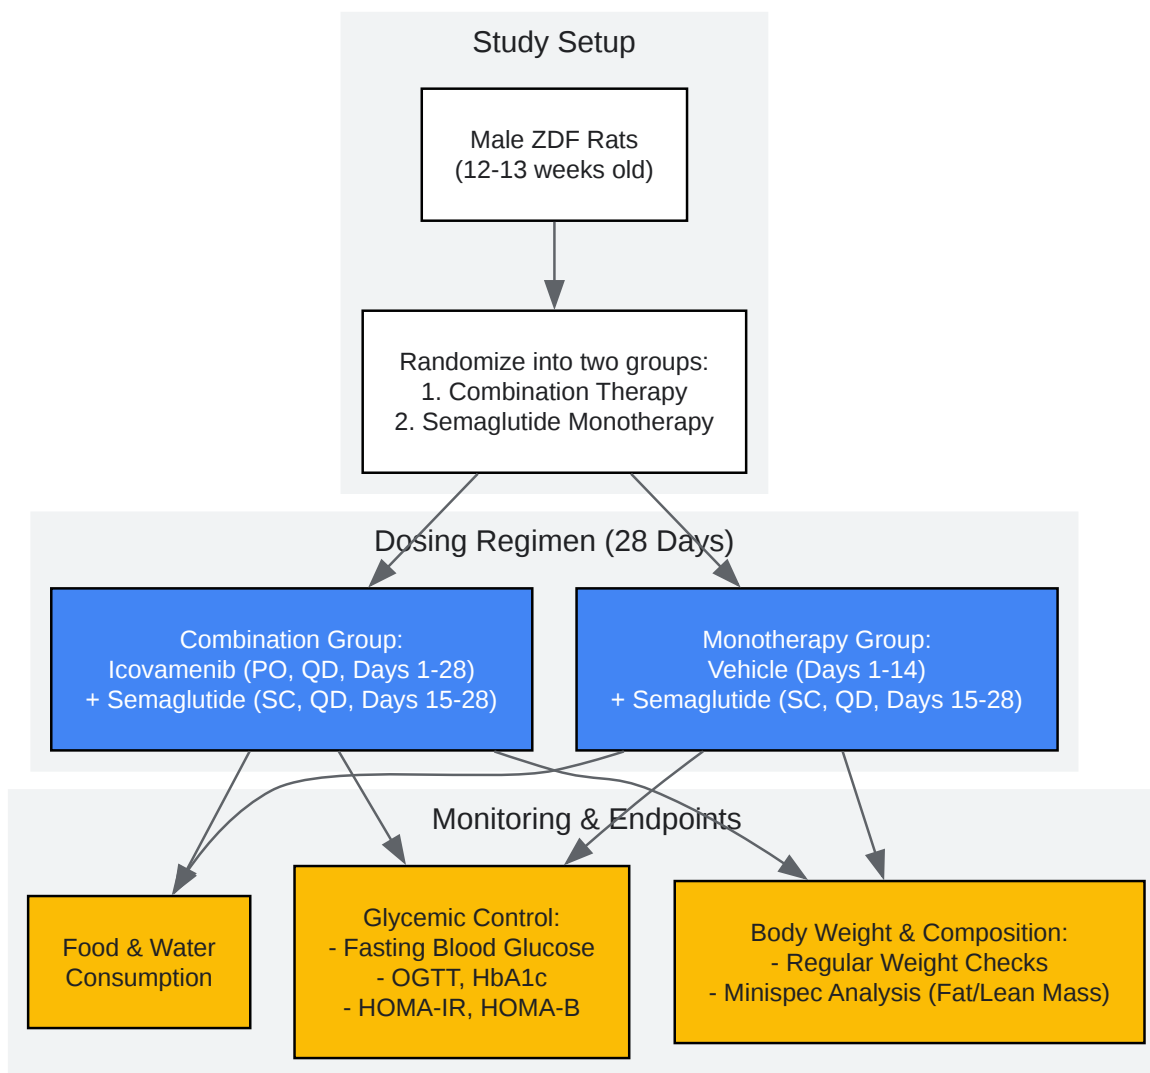 Study Setup
Male ZDF Rats
(12-13 weeks old)
Randomize into two groups:
1. Combination Therapy
2. Semaglutide Monotherapy
Dosing Regimen (28 Days)
Combination Group:
Icovamenib (PO, QD, Days 1-28)
+ Semaglutide (SC, QD, Days 15-28)
Monotherapy Group:
Vehicle (Days 1-14)
+ Semaglutide (SC, QD, Days 15-28)
Monitoring & Endpoints
Food & Water
Consumption
Glycemic Control:
- Fasting Blood Glucose
- OGTT, HbA1c
- HOMA-IR, HOMA-B
Body Weight & Composition:
- Regular Weight Checks
- Minispec Analysis (Fat/Lean Mass)